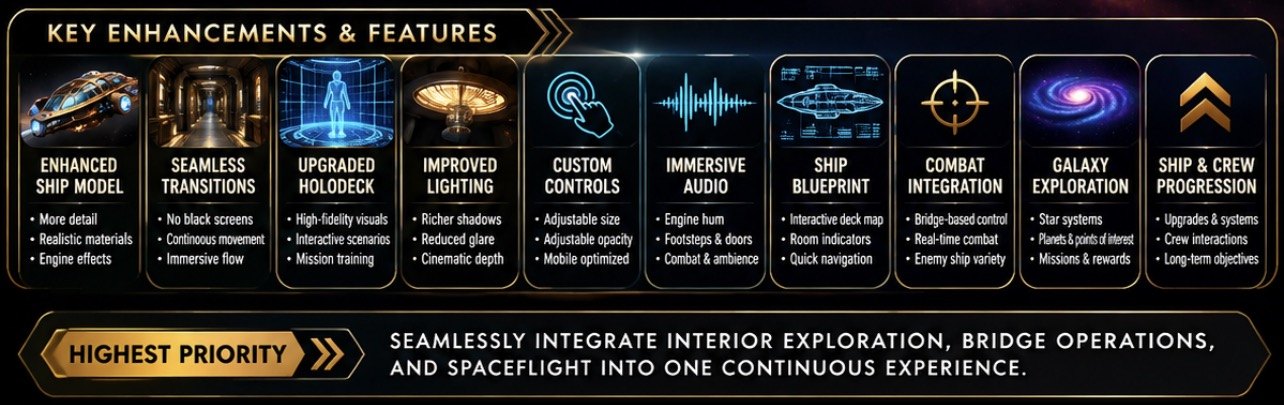 KEY ENHANCEMENTS & FEATURES
ENHANCED
SHIP MODEL
• More detail
• Realistic materials
• Engine effects
SEAMLESS
TRANSITIONS
• No black screens
• Continous movement
• Immersive flow
UPGRADED
HOLODECK
• High-fidelity visuals
• Interactive scenarios
• Mission training
IMPROVED
LIGHTING
• Richer shadows
• Reduced glare
• Cinematic depth
CUSTOM
CONTROLS
• Adjustable size
• Adjustable opacity
• Mobile optimized
IMMERSIVE
AUDIO
• Engine hum
• Footsteps & doors
• Combat & ambience
SHIP
BLUEPRINT
• Interactive deck map
• Room indicators
• Quick navigation
COMBAT
INTEGRATION
• Bridge-based control
• Real-time combat
• Enemy ship variety
GALAXY
EXPLORATION
• Star systems
• Planets & points of interest
• Missions & rewards
SHIP & CREW
PROGRESSION
• Upgrades & systems
• Crew interactions
• Long-term objectives
HIGHEST PRIORITY
SEAMLESSLY INTEGRATE INTERIOR EXPLORATION, BRIDGE OPERATIONS,
AND SPACEFLIGHT INTO ONE CONTINUOUS EXPERIENCE.